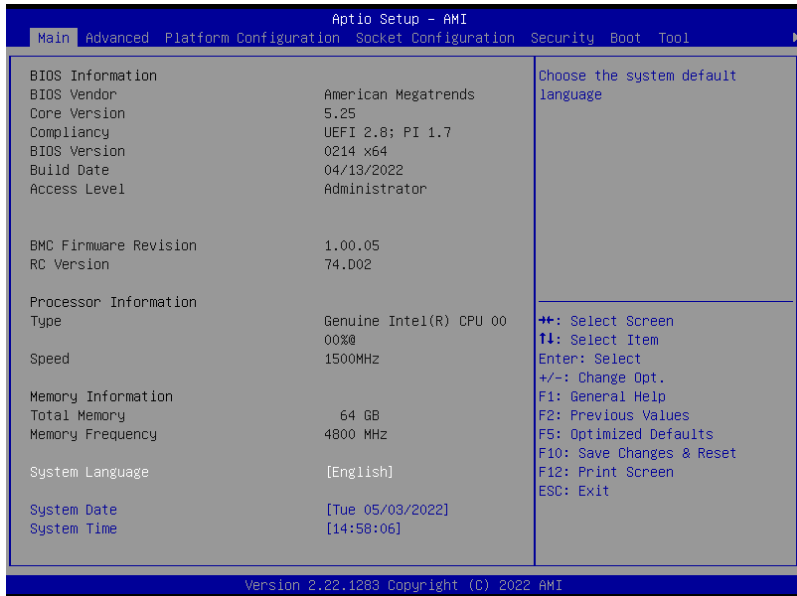 Aptio Setup – AMI
Main Advanced Platform Configuration Socket Configuration Security Boot Tool
BIOS Information
BIOS Vendor American Megatrends
Core Version 5.25
Compliancy UEFI 2.8; PI 1.7
BIOS Version 0214 x64
Build Date 04/13/2022
Access Level Administrator
BMC Firmware Revision 1.00.05
RC Version 74.D02
Processor Information
Type Genuine Intel(R) CPU 00
00%@
Speed 1500MHz
Memory Information
Total Memory 64 GB
Memory Frequency 4800 MHz
System Language [English]
System Date [Tue 05/03/2022]
System Time [14:58:06]
Choose the system default
language
→←: Select Screen
↑↓: Select Item
Enter: Select
+/-: Change Opt.
F1: General Help
F2: Previous Values
F5: Optimized Defaults
F10: Save Changes & Reset
F12: Print Screen
ESC: Exit
Version 2.22.1283 Copyright (C) 2022 AMI